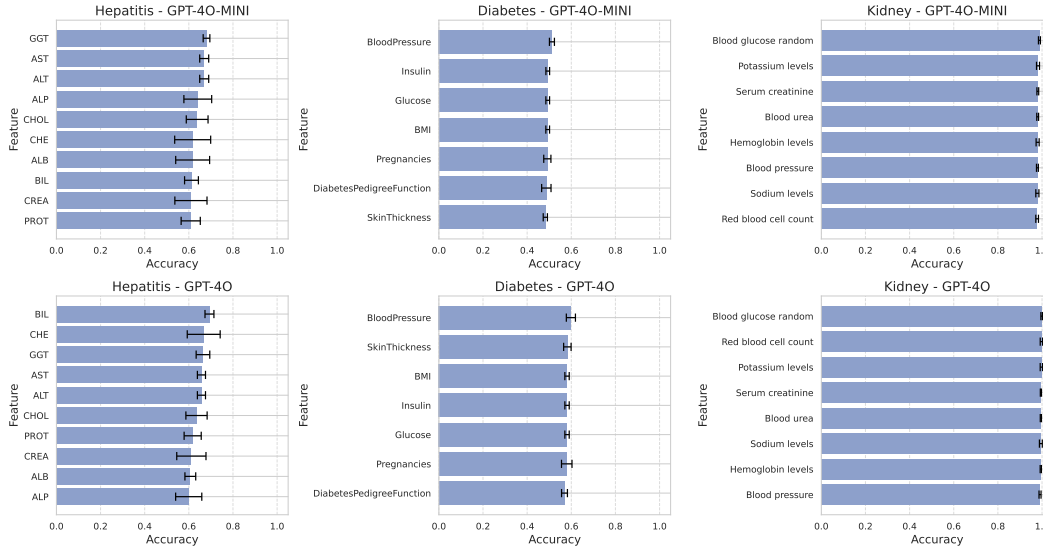 Hepatitis - GPT-4O-MINI
Feature
GGT
AST
ALT
ALP
CHOL
CHE
ALB
BIL
CREA
PROT
0.0 0.2 0.4 0.6 0.8 1.0
Accuracy
Diabetes - GPT-4O-MINI
Feature
BloodPressure
Insulin
Glucose
BMI
Pregnancies
DiabetesPedigreeFunction
SkinThickness
0.0 0.2 0.4 0.6 0.8 1.0
Accuracy
Kidney - GPT-4O-MINI
Feature
Blood glucose random
Potassium levels
Serum creatinine
Blood urea
Hemoglobin levels
Blood pressure
Sodium levels
Red blood cell count
0.0 0.2 0.4 0.6 0.8 1.
Accuracy
Hepatitis - GPT-4O
Feature
BIL
CHE
GGT
AST
ALT
CHOL
PROT
CREA
ALB
ALP
0.0 0.2 0.4 0.6 0.8 1.0
Accuracy
Diabetes - GPT-4O
Feature
BloodPressure
SkinThickness
BMI
Insulin
Glucose
Pregnancies
DiabetesPedigreeFunction
0.0 0.2 0.4 0.6 0.8 1.0
Accuracy
Kidney - GPT-4O
Feature
Blood glucose random
Red blood cell count
Potassium levels
Serum creatinine
Blood urea
Sodium levels
Hemoglobin levels
Blood pressure
0.0 0.2 0.4 0.6 0.8 1.
Accuracy